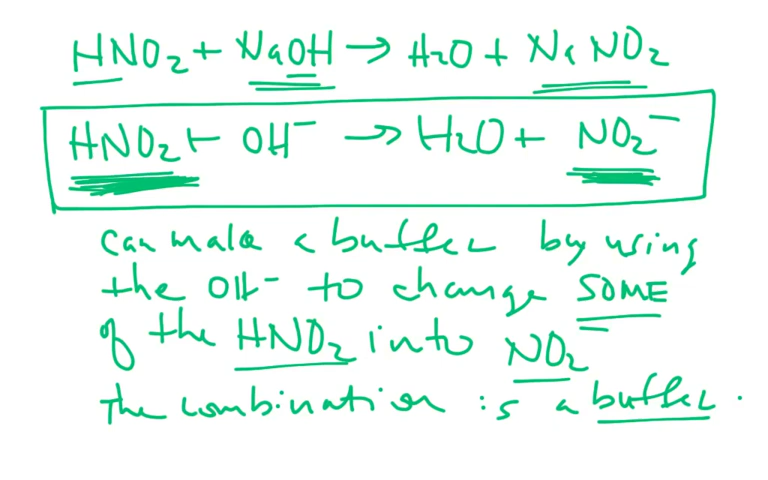 HNO₂ + NaOH → H₂O + NaNO₂
HNO₂ + OH⁻ → H₂O + NO₂⁻
can make a buffer by using
the OH⁻ to change SOME
of the HNO₂ into NO₂
The combination is a buffer.